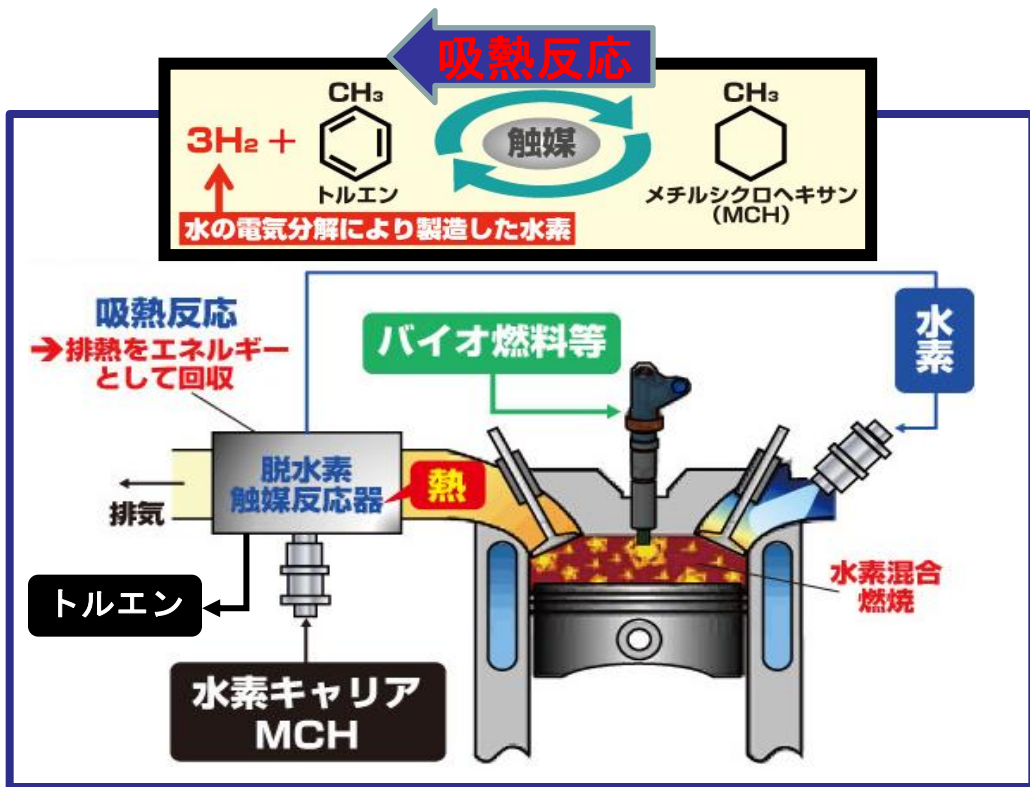 吸熱反応
CH₃
CH₃
3H₂ +
触媒
トルエン
メチルシクロヘキサン
(MCH)
水の電気分解により製造した水素
吸熱反応
➔排熱をエネルギー
として回収
バイオ燃料等
水素
脱水素
触媒反応器
熱
排気
トルエン
水素混合
燃焼
水素キャリア
MCH